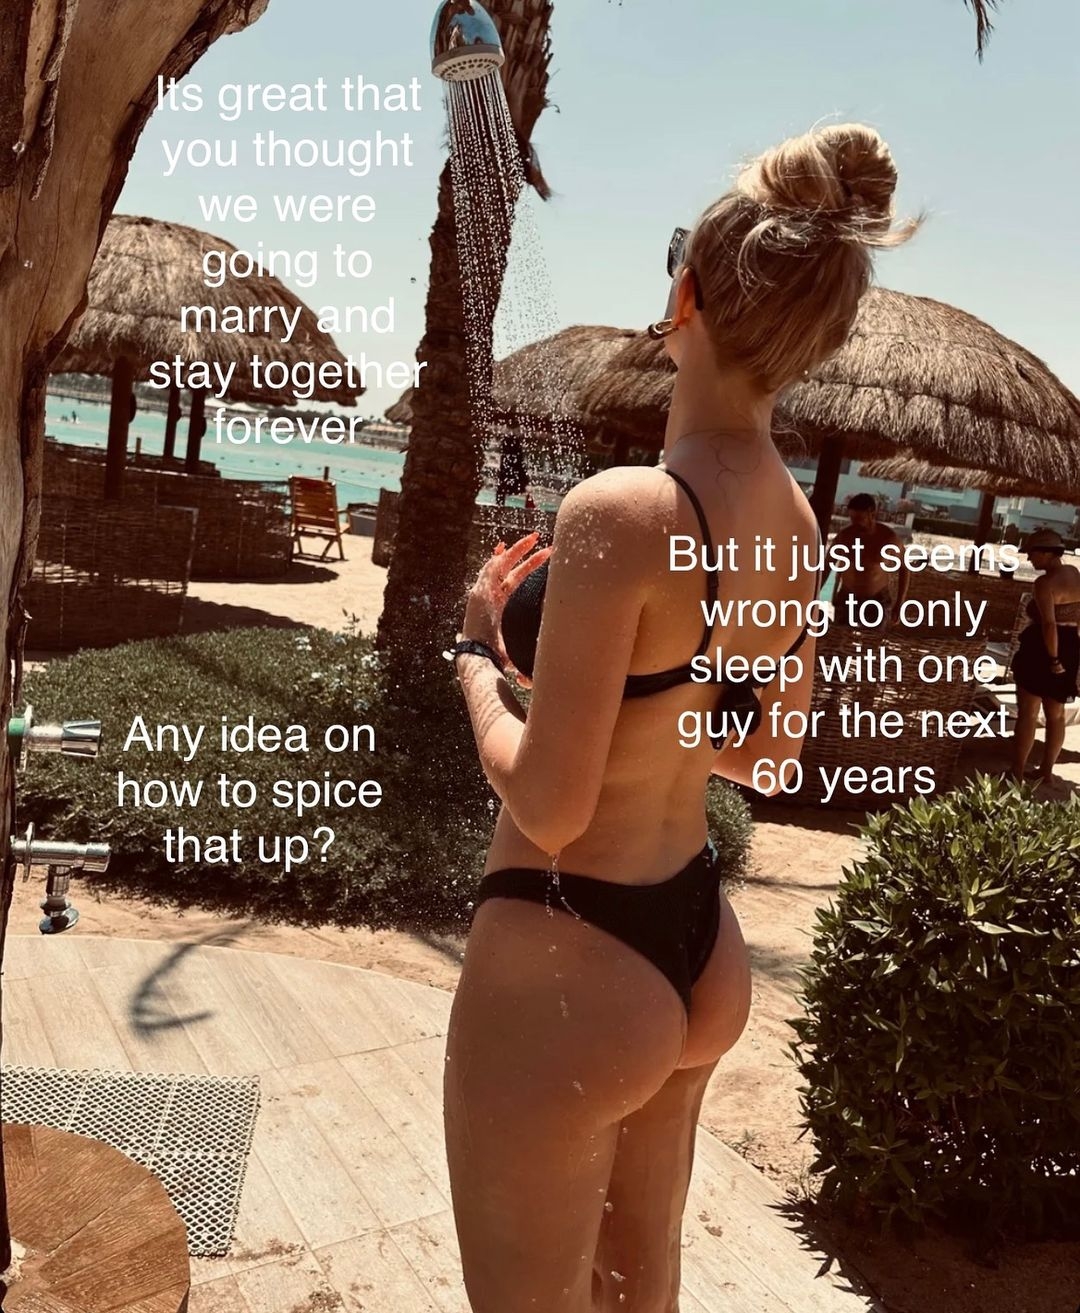 Its great that
you thought
we were
going to
marry and
stay together
forever
But it just seems
wrong to only
sleep with one
guy for the next
60 years
Any idea on
how to spice
that up?